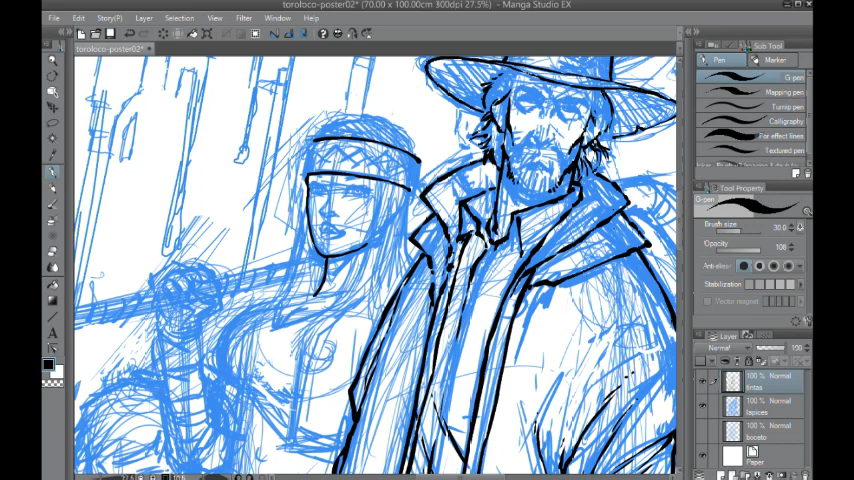 toroloco-poster02* (70.00 x 100.00cm 300dpi 27.5%) - Manga Studio EX
File Edit Story(P) Layer Selection View Filter Window Help
toroloco-poster02*
Sub Tool
Pen Marker
G-pen
Mapping pen
Turnip pen
Calligraphy
For effect lines
Textured pen
Tool Property
G-pen
Brush size 30.0
Opacity 100
Stabilization
Vector magnet
Layer
Normal 100
100 % Normal
tintas
100 % Normal
lapices
100 % Normal
boceto
Paper